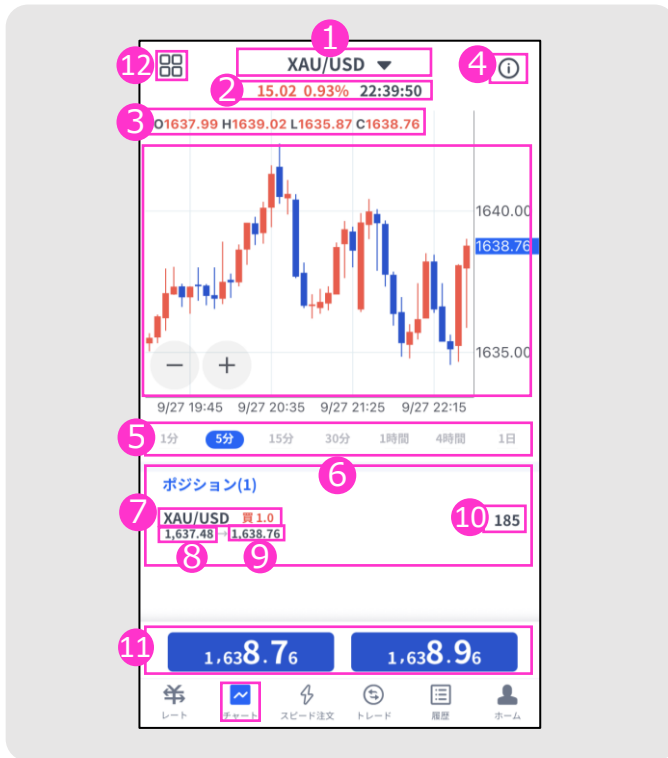 1
12
XAU/USD
4
2
15.02 0.93% 22:39:50
3
O1637.99 H1639.02 L1635.87 C1638.76
1640.00
1638.76
1635.00
− +
9/27 19:45 9/27 20:35 9/27 21:25 9/27 22:15
5
1分 5分 15分 30分 1時間 4時間 1日
6
ポジション(1)
7
XAU/USD 買 1.0
10
185
1,637.48→1,638.76
8
9
11
1,638.76 1,638.96
レート チャート スピード注文 トレード 履歴 ホーム